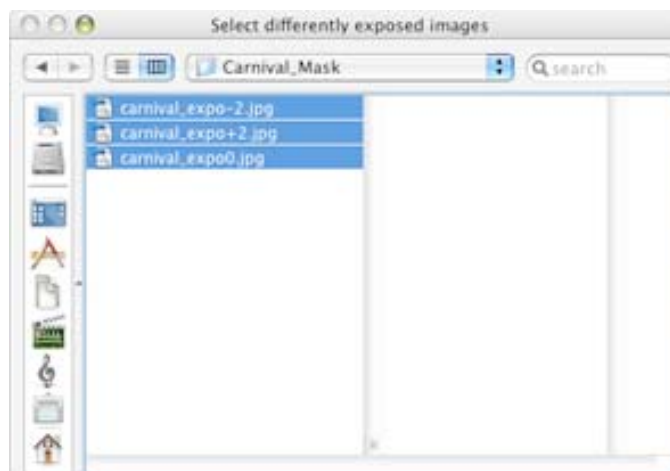 Select differently exposed images
Carnival_Mask
search
carnival_expo-2.jpg
carnival_expo+2.jpg
carnival_expo0.jpg